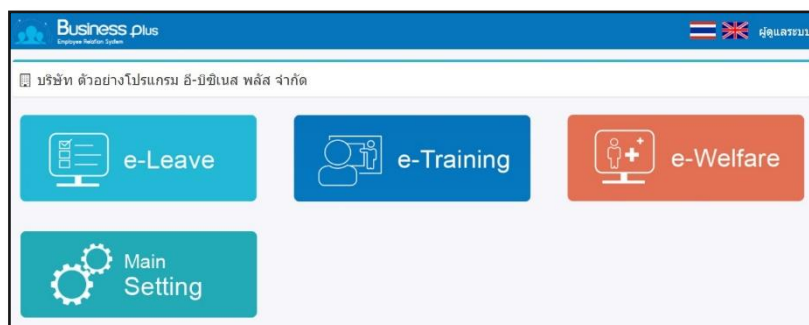 Business Plus
Employee Relation System
ผู้ดูแลระบบ
บริษัท ตัวอย่างโปรแกรม อี-บิซิเนส พลัส จำกัด
e-Leave
e-Training
e-Welfare
Main
Setting